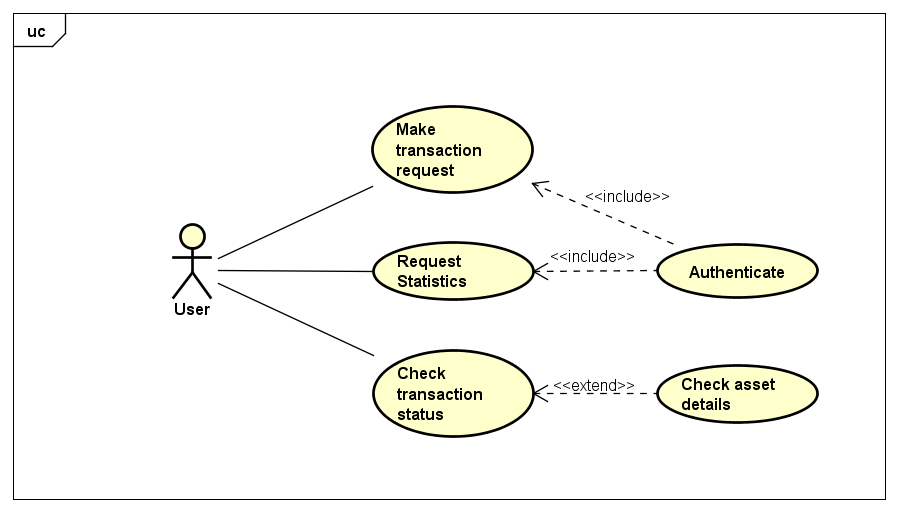 uc
Make
transaction
request
<<include>>
Request
Statistics
<<include>>
Authenticate
User
Check
transaction
status
<<extend>>
Check asset
details